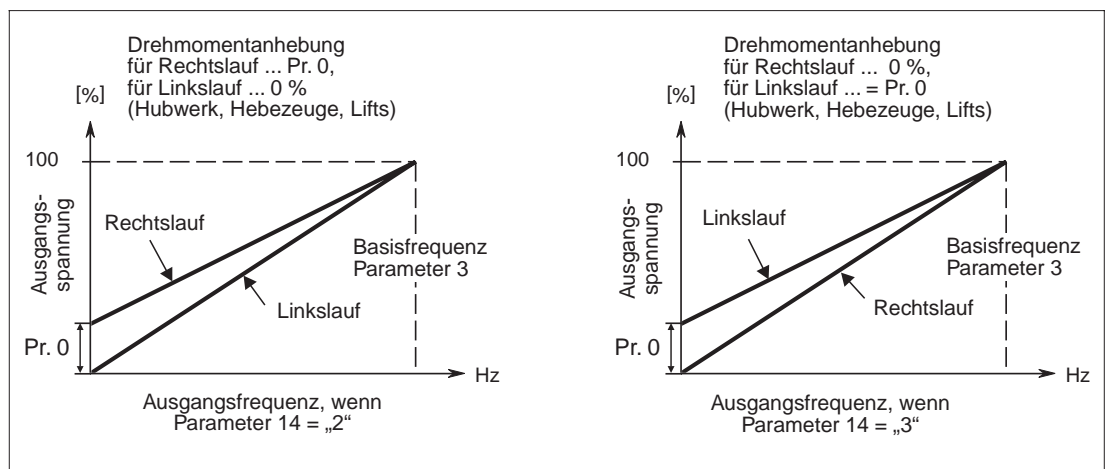 Drehmomentanhebung
für Rechtslauf ... Pr. 0,
für Linkslauf ... 0 %
(Hubwerk, Hebezeuge, Lifts)
[%]
100
Ausgangs-
spannung
Rechtslauf
Linkslauf
Basisfrequenz
Parameter 3
Pr. 0
Hz
Ausgangsfrequenz, wenn
Parameter 14 = „2“
Drehmomentanhebung
für Rechtslauf ... 0 %,
für Linkslauf ... = Pr. 0
(Hubwerk, Hebezeuge, Lifts)
[%]
100
Ausgangs-
spannung
Linkslauf
Rechtslauf
Basisfrequenz
Parameter 3
Pr. 0
Hz
Ausgangsfrequenz, wenn
Parameter 14 = „3“